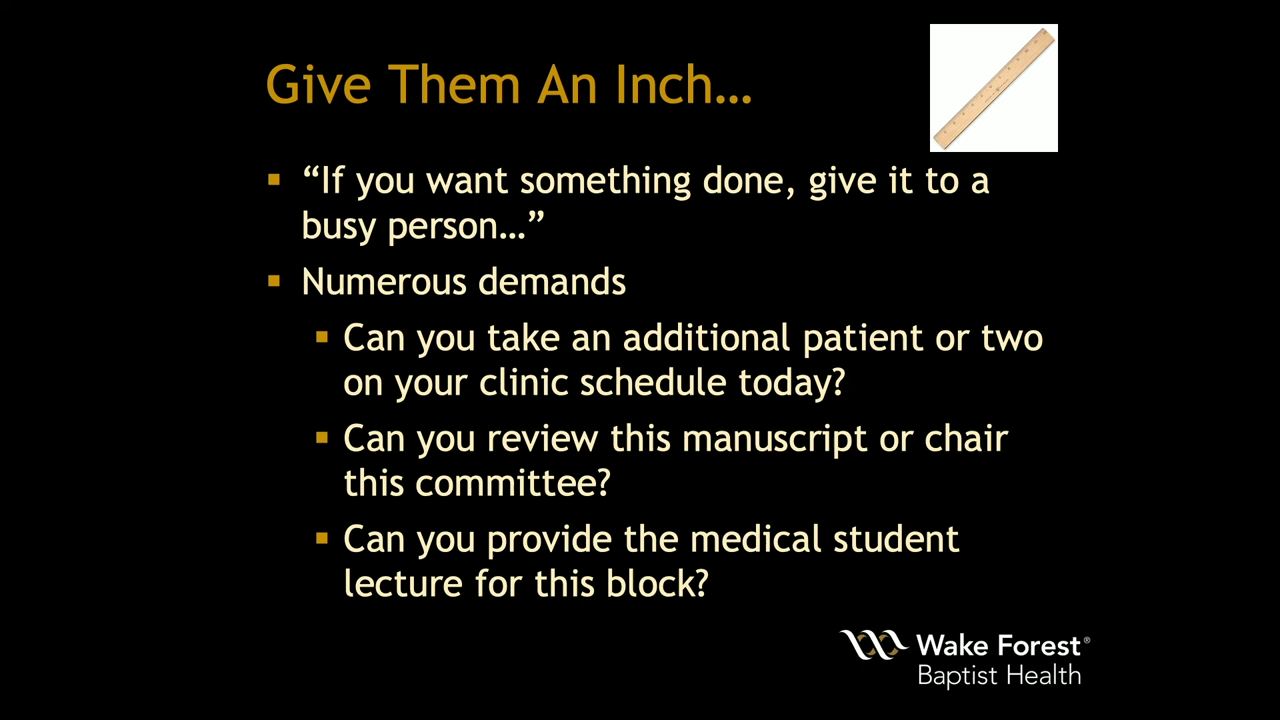 Give Them An Inch…
“If you want something done, give it to a
busy person…”
Numerous demands
Can you take an additional patient or two
on your clinic schedule today?
Can you review this manuscript or chair
this committee?
Can you provide the medical student
lecture for this block?
Wake Forest®
Baptist Health